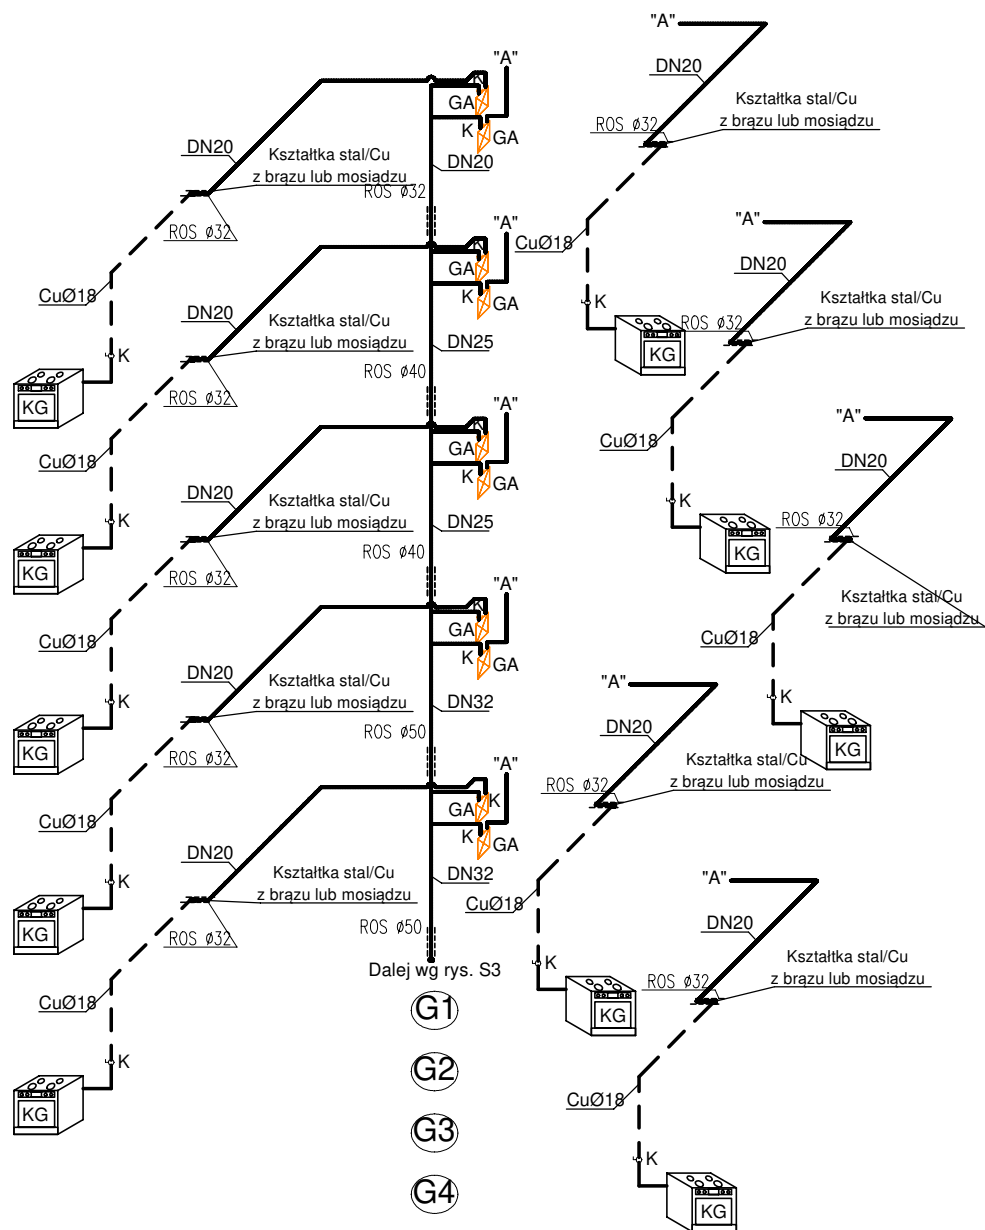 "A"
DN20
Kształtka stal/Cu
z brązu lub mosiądzu
ROS ø32
CuØ18
K
KG
"A"
K
GA
K
GA
DN20
DN20
Kształtka stal/Cu
z brązu lub mosiądzu
ROS ø32
ROS ø32
CuØ18
K
KG
"A"
DN20
Kształtka stal/Cu
z brązu lub mosiądzu
ROS ø32
CuØ18
K
KG
"A"
K
GA
K
GA
DN20
DN25
Kształtka stal/Cu
z brązu lub mosiądzu
ROS ø40
ROS ø32
CuØ18
K
KG
"A"
DN20
ROS ø32
Kształtka stal/Cu
z brązu lub mosiądzu
CuØ18
K
KG
"A"
K
GA
K
GA
DN20
DN25
Kształtka stal/Cu
z brązu lub mosiądzu
ROS ø40
ROS ø32
CuØ18
K
KG
"A"
K
GA
K
GA
DN20
DN32
Kształtka stal/Cu
z brązu lub mosiądzu
ROS ø50
ROS ø32
CuØ18
K
KG
"A"
DN20
Kształtka stal/Cu
z brązu lub mosiądzu
ROS ø32
CuØ18
K
KG
"A"
K
GA
K
GA
DN20
DN32
Kształtka stal/Cu
z brązu lub mosiądzu
ROS ø50
ROS ø32
CuØ18
K
KG
"A"
DN20
Kształtka stal/Cu
z brązu lub mosiądzu
ROS ø32
CuØ18
K
KG
Dalej wg rys. S3
G1
G2
G3
G4